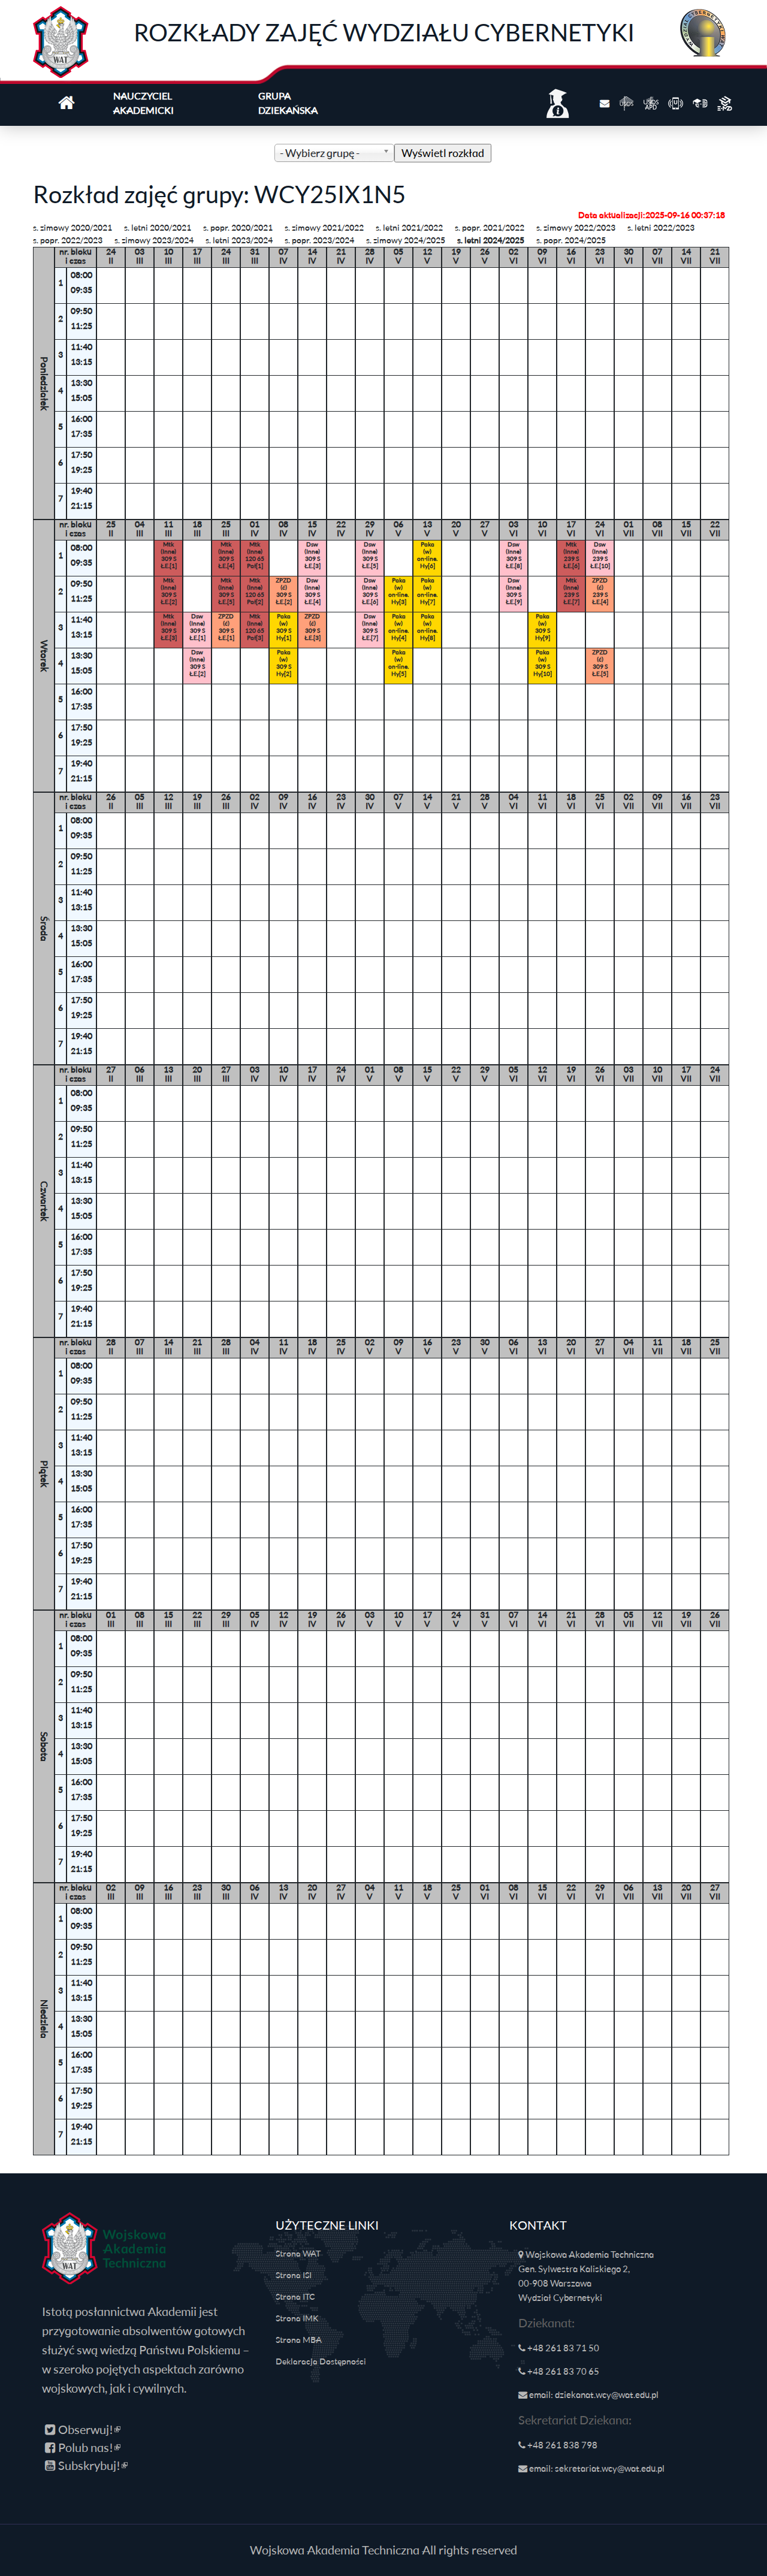 ROZKŁADY ZAJĘĆ WYDZIAŁU CYBERNETYKI
WAT
NAUCZYCIEL
AKADEMICKI
GRUPA
DZIEKAŃSKA
- Wybierz grupę -
Wyświetl rozkład
Rozkład zajęć grupy: WCY25IX1N5
Data aktualizacji:2025-09-16 00:37:18
s. zimowy 2020/2021 s. letni 2020/2021 s. popr. 2020/2021 s. zimowy 2021/2022 s. letni 2021/2022 s. popr. 2021/2022 s. zimowy 2022/2023 s. letni 2022/2023
s. popr. 2022/2023 s. zimowy 2023/2024 s. letni 2023/2024 s. popr. 2023/2024 s. zimowy 2024/2025 s. letni 2024/2025 s. popr. 2024/2025
Poniedziałek
nr. bloku 24 03 10 17 24 31 07 14 21 28 05 12 19 26 02 09 16 23 30 07 14 21
i czas II III III III III III IV IV IV IV V V V V VI VI VI VI VI VII VII VII
1 08:00
09:35
2 09:50
11:25
3 11:40
13:15
4 13:30
15:05
5 16:00
17:35
6 17:50
19:25
7 19:40
21:15
Wtorek
nr. bloku 25 04 11 18 25 01 08 15 22 29 06 13 20 27 03 10 17 24 01 08 15 22
i czas II III III III III IV IV IV IV IV V V V V VI VI VI VI VII VII VII VII
1 08:00 Mtk Mtk Mtk Dsw Dsw Poka Dsw Mtk Dsw
(Inne) (Inne) (Inne) (Inne) (Inne) (w) (Inne) (Inne) (Inne)
09:35 309 S 309 S 120 65 309 S 309 S on-line. 309 S 239 S 239 S
Ł.E.[1] Ł.E.[4] Paf[1] Ł.E.[3] Ł.E.[5] Hy[6] Ł.E.[8] Ł.E.[6] Ł.E.[10]
2 09:50 Mtk Mtk Mtk ZPZD Dsw Dsw Poka Poka Dsw Mtk ZPZD
(Inne) (Inne) (Inne) (ć) (Inne) (Inne) (w) (w) (Inne) (Inne) (ć)
11:25 309 S 309 S 120 65 309 S 309 S 309 S on-line. on-line. 309 S 239 S 239 S
Ł.E.[2] Ł.E.[5] Paf[2] Ł.E.[2] Ł.E.[4] Ł.E.[6] Hy[3] Hy[7] Ł.E.[9] Ł.E.[7] Ł.E.[4]
3 11:40 Mtk Dsw ZPZD Mtk Poka ZPZD Dsw Poka Poka Poka
(Inne) (Inne) (ć) (Inne) (w) (ć) (Inne) (w) (w) (w)
13:15 309 S 309 S 309 S 120 65 309 S 309 S 309 S on-line. on-line. 309 S
Ł.E.[3] Ł.E.[1] Ł.E.[1] Paf[3] Hy[1] Ł.E.[3] Ł.E.[7] Hy[4] Hy[8] Hy[9]
4 13:30 Dsw Poka Poka Poka ZPZD
(Inne) (w) (w) (w) (ć)
15:05 309 S 309 S on-line. 309 S 309 S
Ł.E.[2] Hy[2] Hy[5] Hy[10] Ł.E.[5]
5 16:00
17:35
6 17:50
19:25
7 19:40
21:15
Środa
nr. bloku 26 05 12 19 26 02 09 16 23 30 07 14 21 28 04 11 18 25 02 09 16 23
i czas II III III III III IV IV IV IV IV V V V V VI VI VI VI VII VII VII VII
1 08:00
09:35
2 09:50
11:25
3 11:40
13:15
4 13:30
15:05
5 16:00
17:35
6 17:50
19:25
7 19:40
21:15
Czwartek
nr. bloku 27 06 13 20 27 03 10 17 24 01 08 15 22 29 05 12 19 26 03 10 17 24
i czas II III III III III IV IV IV IV V V V V V VI VI VI VI VII VII VII VII
1 08:00
09:35
2 09:50
11:25
3 11:40
13:15
4 13:30
15:05
5 16:00
17:35
6 17:50
19:25
7 19:40
21:15
Piątek
nr. bloku 28 07 14 21 28 04 11 18 25 02 09 16 23 30 06 13 20 27 04 11 18 25
i czas II III III III III IV IV IV IV V V V V V VI VI VI VI VII VII VII VII
1 08:00
09:35
2 09:50
11:25
3 11:40
13:15
4 13:30
15:05
5 16:00
17:35
6 17:50
19:25
7 19:40
21:15
Sobota
nr. bloku 01 08 15 22 29 05 12 19 26 03 10 17 24 31 07 14 21 28 05 12 19 26
i czas III III III III III IV IV IV IV V V V V V VI VI VI VI VII VII VII VII
1 08:00
09:35
2 09:50
11:25
3 11:40
13:15
4 13:30
15:05
5 16:00
17:35
6 17:50
19:25
7 19:40
21:15
Niedziela
nr. bloku 02 09 16 23 30 06 13 20 27 04 11 18 25 01 08 15 22 29 06 13 20 27
i czas III III III III III IV IV IV IV V V V V VI VI VI VI VI VII VII VII VII
1 08:00
09:35
2 09:50
11:25
3 11:40
13:15
4 13:30
15:05
5 16:00
17:35
6 17:50
19:25
7 19:40
21:15
WAT
Wojskowa
Akademia
Techniczna
Istotą posłannictwa Akademii jest
przygotowanie absolwentów gotowych
służyć swą wiedzą Państwu Polskiemu –
w szeroko pojętych aspektach zarówno
wojskowych, jak i cywilnych.
Obserwuj!
Polub nas!
Subskrybuj!
UŻYTECZNE LINKI
Strona WAT
Strona ISI
Strona ITC
Strona IMK
Strona MBA
Deklaracja Dostępności
KONTAKT
Wojskowa Akademia Techniczna
Gen. Sylwestra Kaliskiego 2,
00-908 Warszawa
Wydział Cybernetyki
Dziekanat:
+48 261 83 71 50
+48 261 83 70 65
email: dziekanat.wcy@wat.edu.pl
Sekretariat Dziekana:
+48 261 838 798
email: sekretariat.wcy@wat.edu.pl
Wojskowa Akademia Techniczna All rights reserved